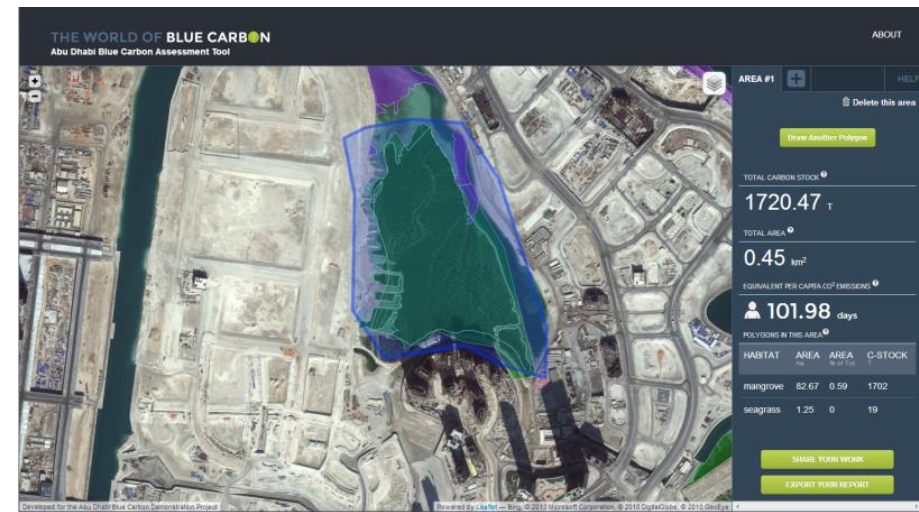 THE WORLD OF BLUE CARBON
Abu Dhabi Blue Carbon Assessment Tool
ABOUT
+
AREA #1
HELP
Delete this area
Draw Another Polygon
TOTAL CARBON STOCK ?
1720.47 T
TOTAL AREA ?
0.45 km²
EQUIVALENT PER CAPITA CO² EMISSIONS ?
101.98 days
POLYGONS IN THIS AREA ?
HABITAT AREA AREA C-STOCK
ha % of Tot. T
mangrove 82.67 0.59 1702
seagrass 1.25 0 19
SHARE YOUR WORK
EXPORT YOUR REPORT
Developed for the Abu Dhabi Blue Carbon Demonstration Project
Powered by Leaflet — Bing, © 2013 Microsoft Corporation, © 2010 DigitalGlobe, © 2010 GeoEye